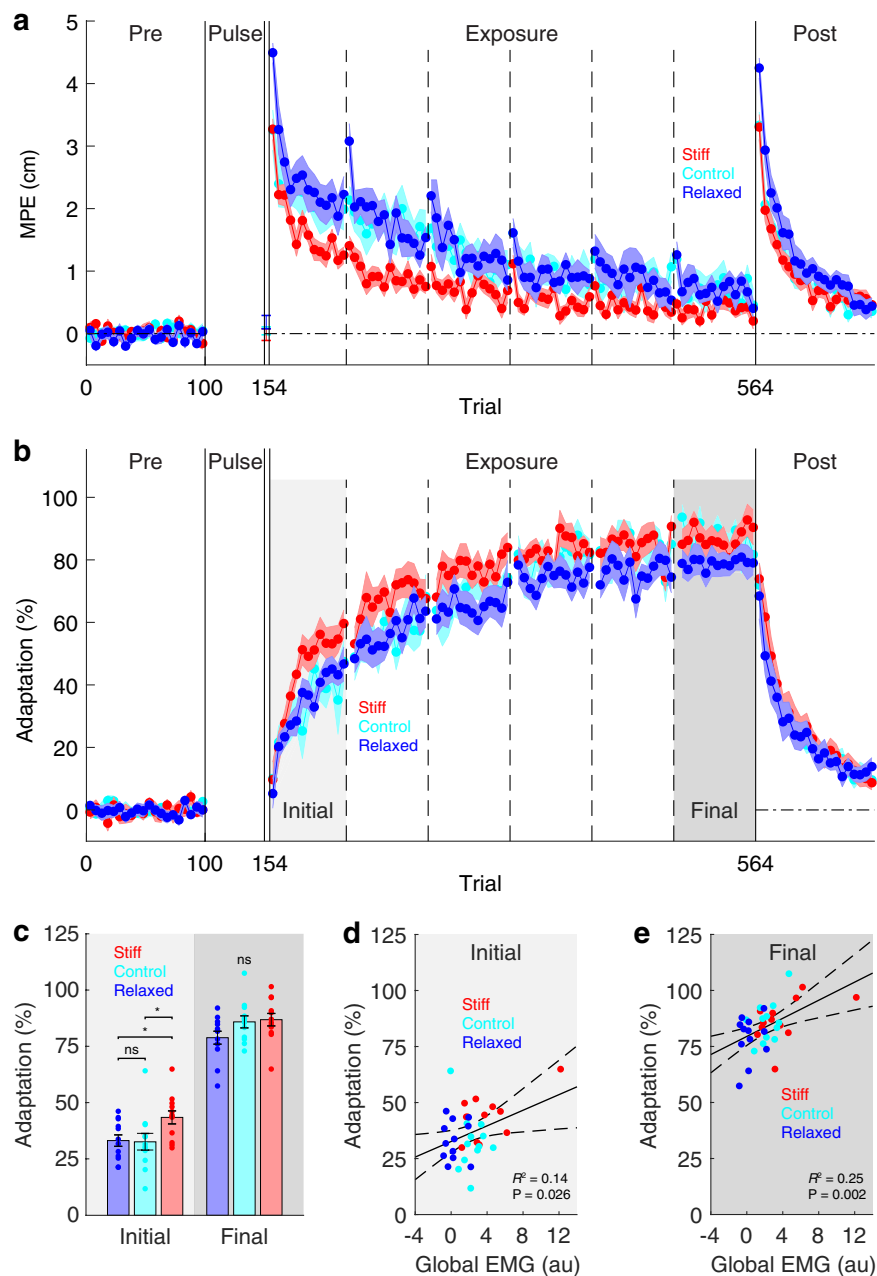 a
Pre
Pulse
Exposure
Post
MPE (cm)
5
4
3
2
1
0
Stiff
Control
Relaxed
0
100
154
564
Trial
b
Pre
Pulse
Exposure
Post
Adaptation (%)
100
80
60
40
20
0
Stiff
Control
Relaxed
Initial
Final
0
100
154
564
Trial
c
Adaptation (%)
125
100
75
50
25
0
Stiff
Control
Relaxed
ns
*
*
ns
Initial
Final
d
Initial
Adaptation (%)
125
100
75
50
25
0
Stiff
Control
Relaxed
R² = 0.14
P = 0.026
-4
0
4
8
12
Global EMG (au)
e
Final
Adaptation (%)
125
100
75
50
25
0
Stiff
Control
Relaxed
R² = 0.25
P = 0.002
-4
0
4
8
12
Global EMG (au)